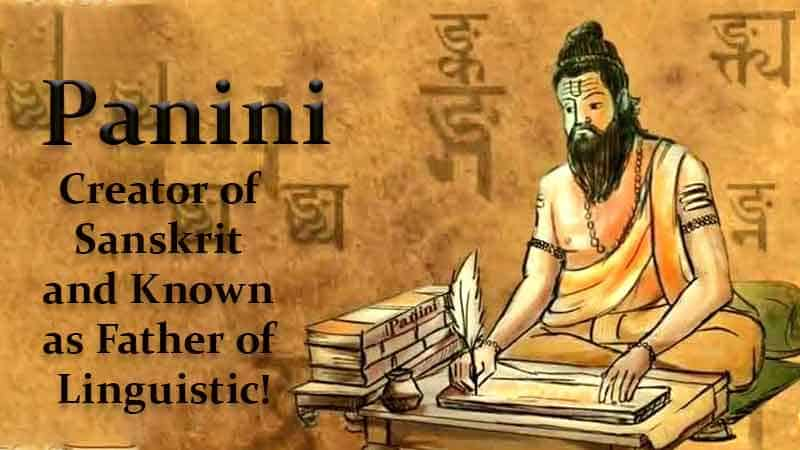 Panini
Creator of
Sanskrit
and Known
as Father of
Linguistic!
Panini